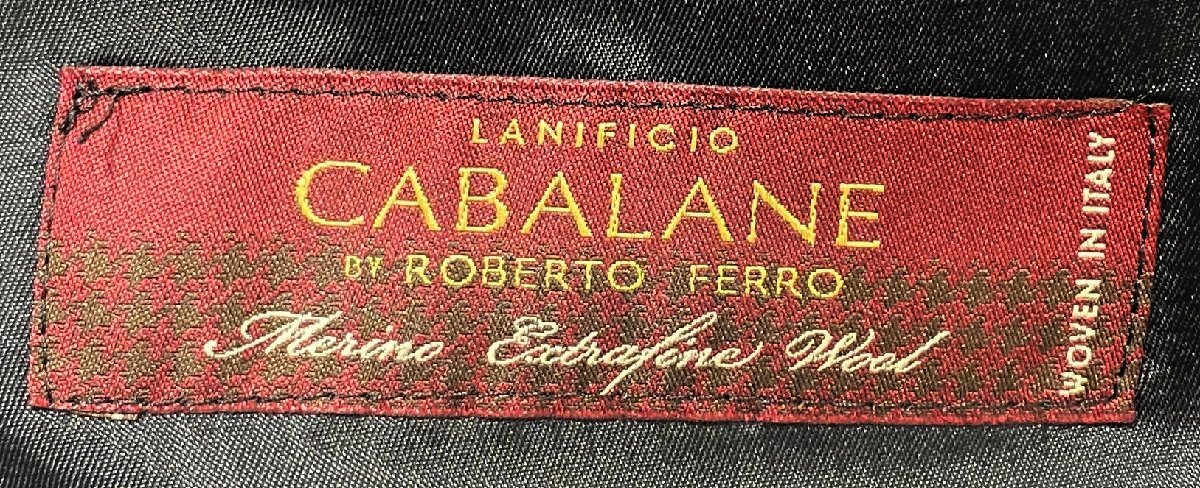 LANIFICIO
CABALANE
BY ROBERTO FERRO
Merino Extrafine Wool
WOVEN IN ITALY